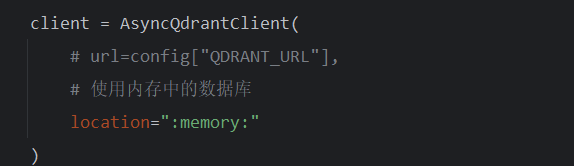 client = AsyncQdrantClient(
    # url=config["QDRANT_URL"],
    # 使用内存中的数据库
    location=":memory:"
)